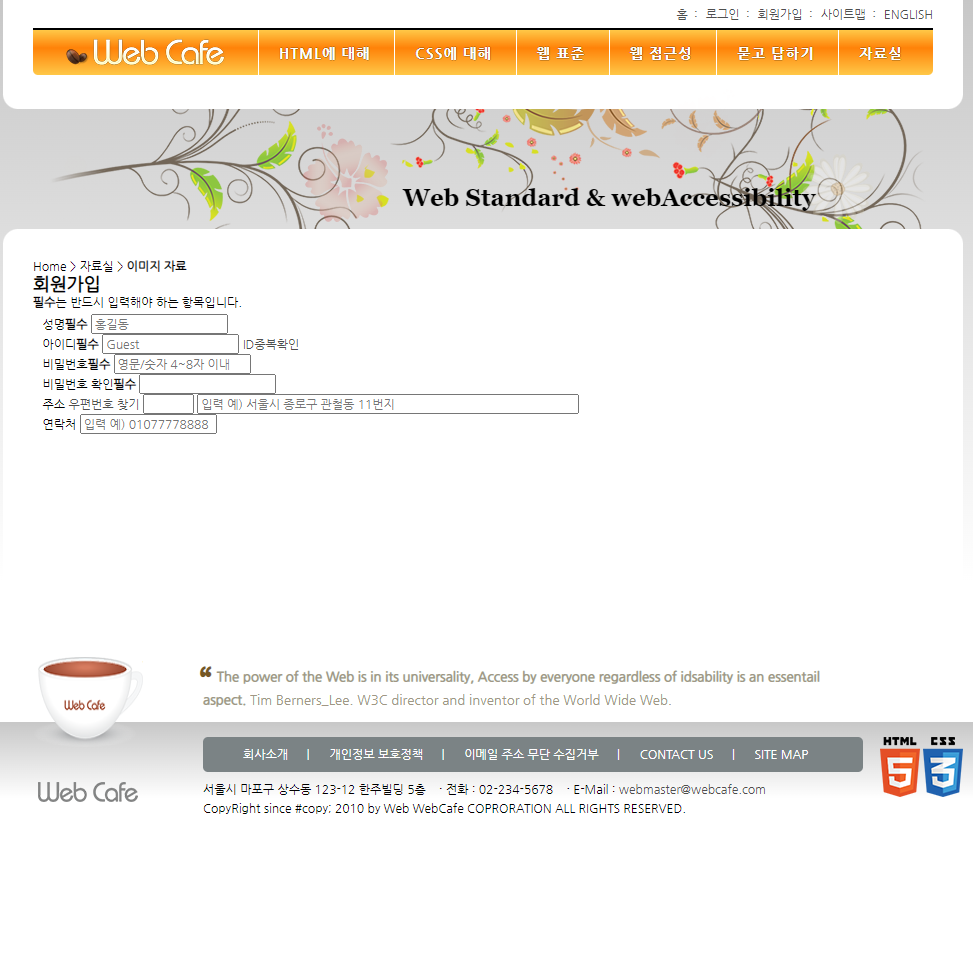 홈 : 로그인 : 회원가입 : 사이트맵 : ENGLISH
Web Cafe HTML에 대해 CSS에 대해 웹 표준 웹 접근성 묻고 답하기 자료실
Web Standard & webAccessibility
Home > 자료실 > 이미지 자료
회원가입
필수는 반드시 입력해야 하는 항목입니다.
성명필수 홍길동
아이디필수 Guest ID중복확인
비밀번호필수 영문/숫자 4~8자 이내
비밀번호 확인필수
주소 우편번호 찾기 입력 예) 서울시 종로구 관철동 11번지
연락처 입력 예) 01077778888
Web Cafe
❝ The power of the Web is in its universality, Access by everyone regardless of idsability is an essentail
aspect. Tim Berners_Lee. W3C director and inventor of the World Wide Web.
회사소개 | 개인정보 보호정책 | 이메일 주소 무단 수집거부 | CONTACT US | SITE MAP
HTML 5 CSS 3
Web Cafe
서울시 마포구 상수동 123-12 한주빌딩 5층 · 전화 : 02-234-5678 · E-Mail : webmaster@webcafe.com
CopyRight since #copy; 2010 by Web WebCafe COPRORATION ALL RIGHTS RESERVED.